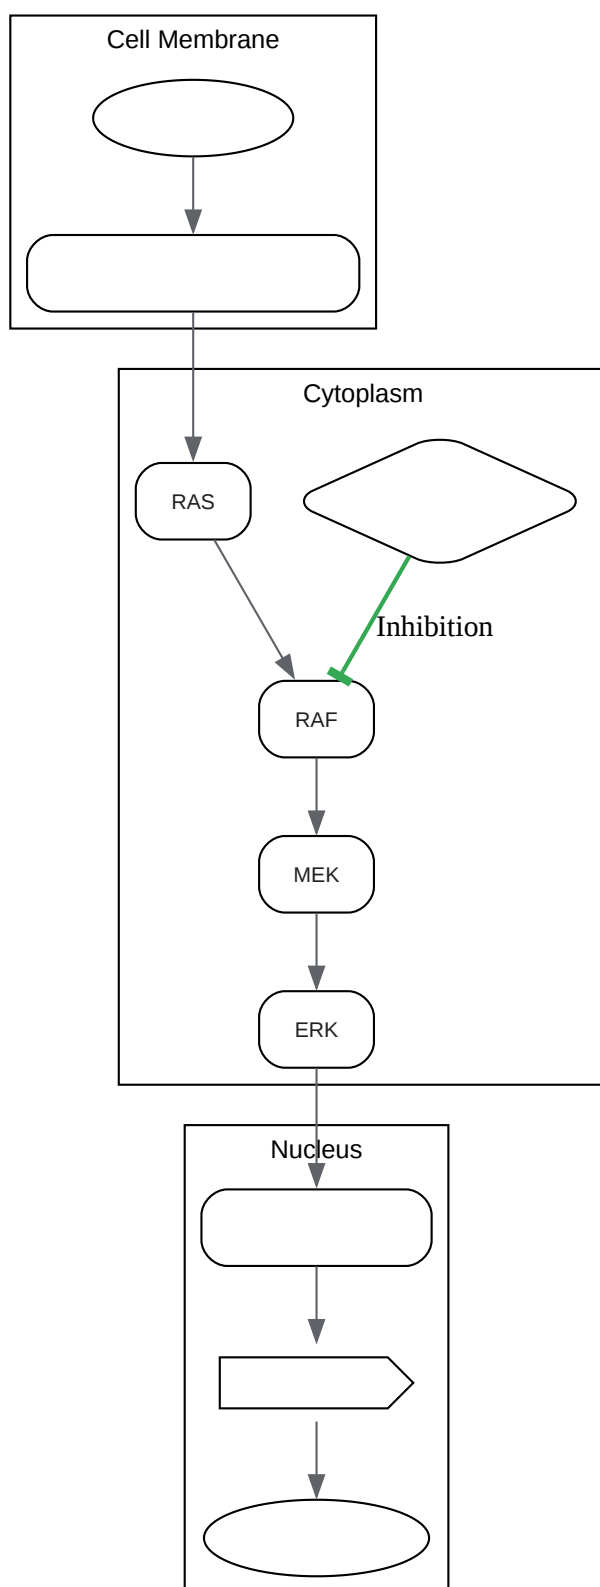 Cell Membrane
Cytoplasm
RAS
Inhibition
RAF
MEK
ERK
Nucleus